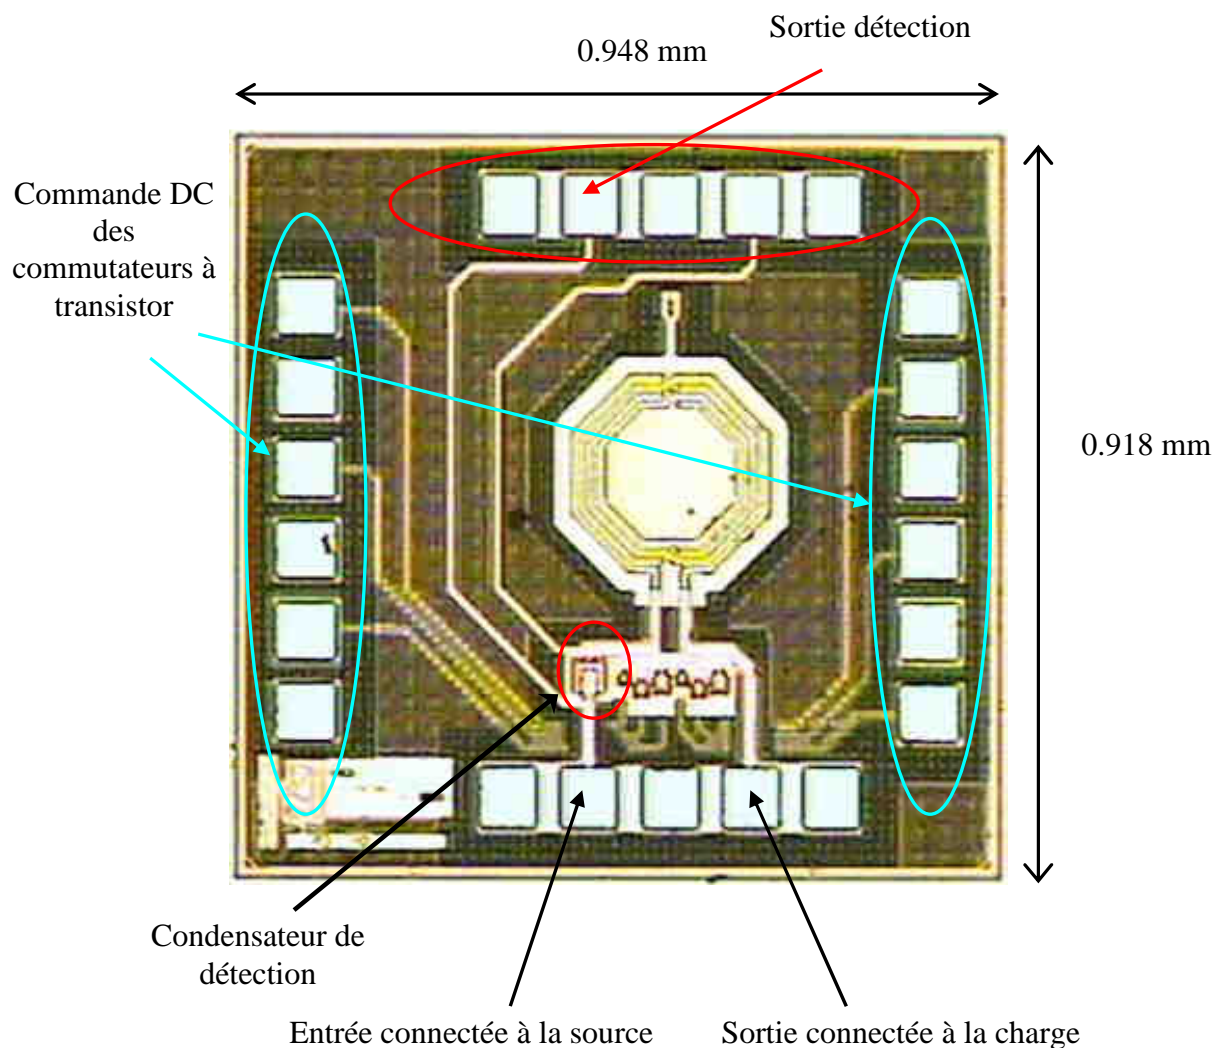 Sortie détection
0.948 mm
Commande DC
des
commutateurs à
transistor
0.918 mm
Condensateur de
détection
Entrée connectée à la source
Sortie connectée à la charge